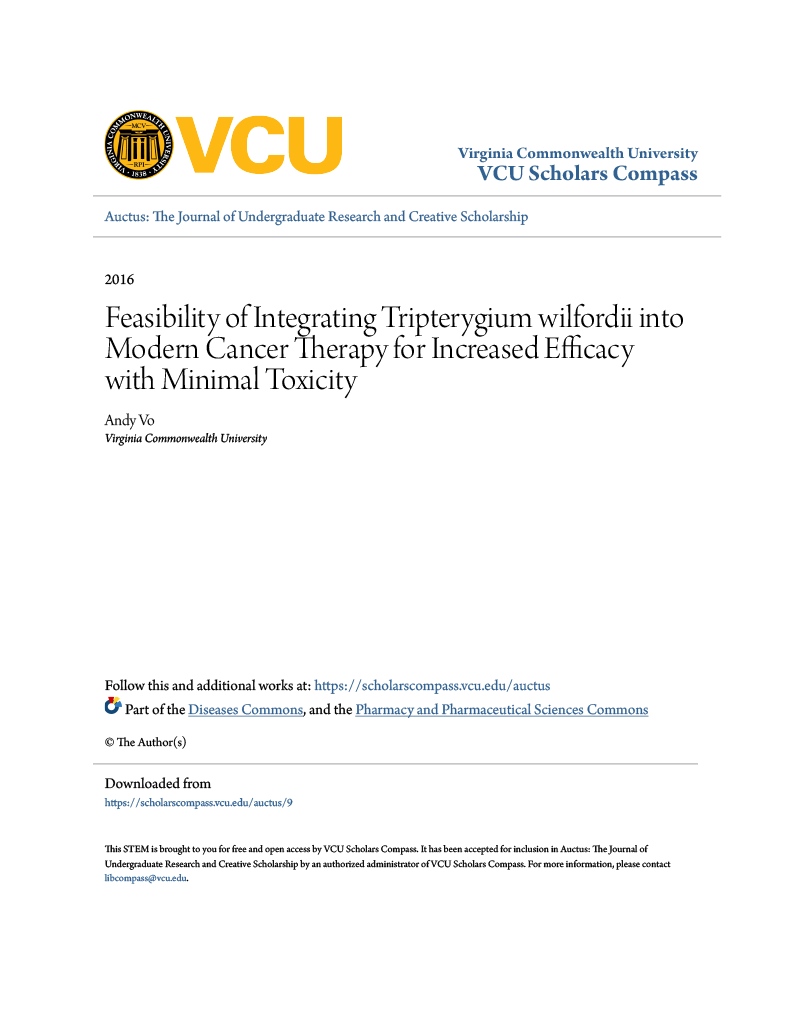 VIRGINIA COMMONWEALTH UNIVERSITY
MCV
RPI
· 1838 ·
VCU
Virginia Commonwealth University
VCU Scholars Compass
Auctus: The Journal of Undergraduate Research and Creative Scholarship
2016
Feasibility of Integrating Tripterygium wilfordii into
Modern Cancer Therapy for Increased Efficacy
with Minimal Toxicity
Andy Vo
Virginia Commonwealth University
Follow this and additional works at: https://scholarscompass.vcu.edu/auctus
Part of the Diseases Commons, and the Pharmacy and Pharmaceutical Sciences Commons
© The Author(s)
Downloaded from
https://scholarscompass.vcu.edu/auctus/9
This STEM is brought to you for free and open access by VCU Scholars Compass. It has been accepted for inclusion in Auctus: The Journal of
Undergraduate Research and Creative Scholarship by an authorized administrator of VCU Scholars Compass. For more information, please contact
libcompass@vcu.edu.